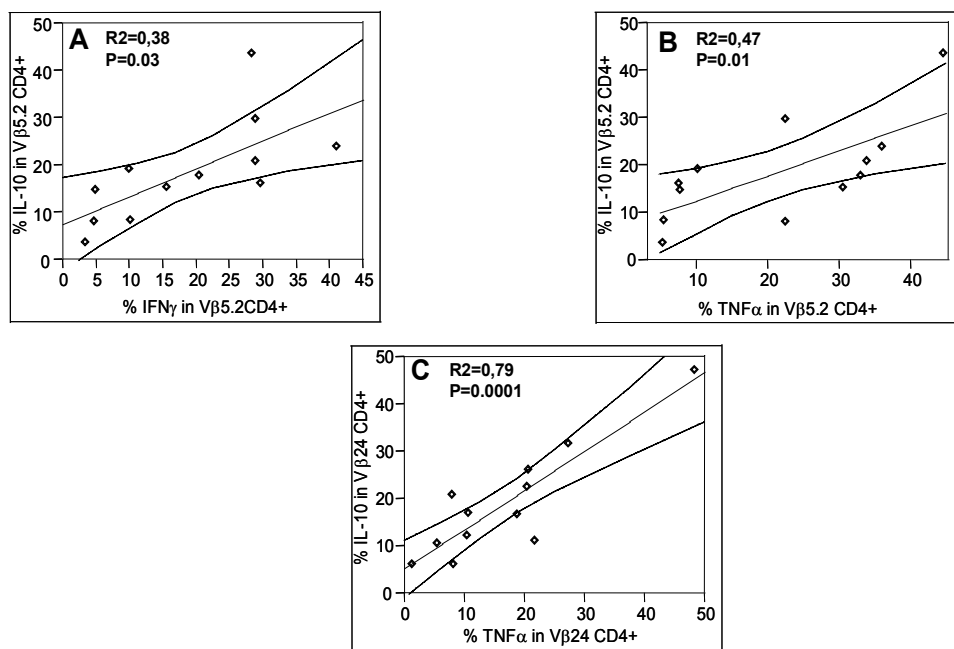 A
R2=0,38
P=0.03
% IL-10 in Vβ5.2 CD4+
50
40
30
20
10
0
0 5 10 15 20 25 30 35 40 45
% IFNγ in Vβ5.2CD4+
B
R2=0,47
P=0.01
% IL-10 in Vβ5.2 CD4+
50
40
30
20
10
0
10 20 30 40
% TNFα in Vβ5.2 CD4+
C
R2=0,79
P=0.0001
% IL-10 in Vβ24 CD4+
50
40
30
20
10
0
0 10 20 30 40 50
% TNFα in Vβ24 CD4+